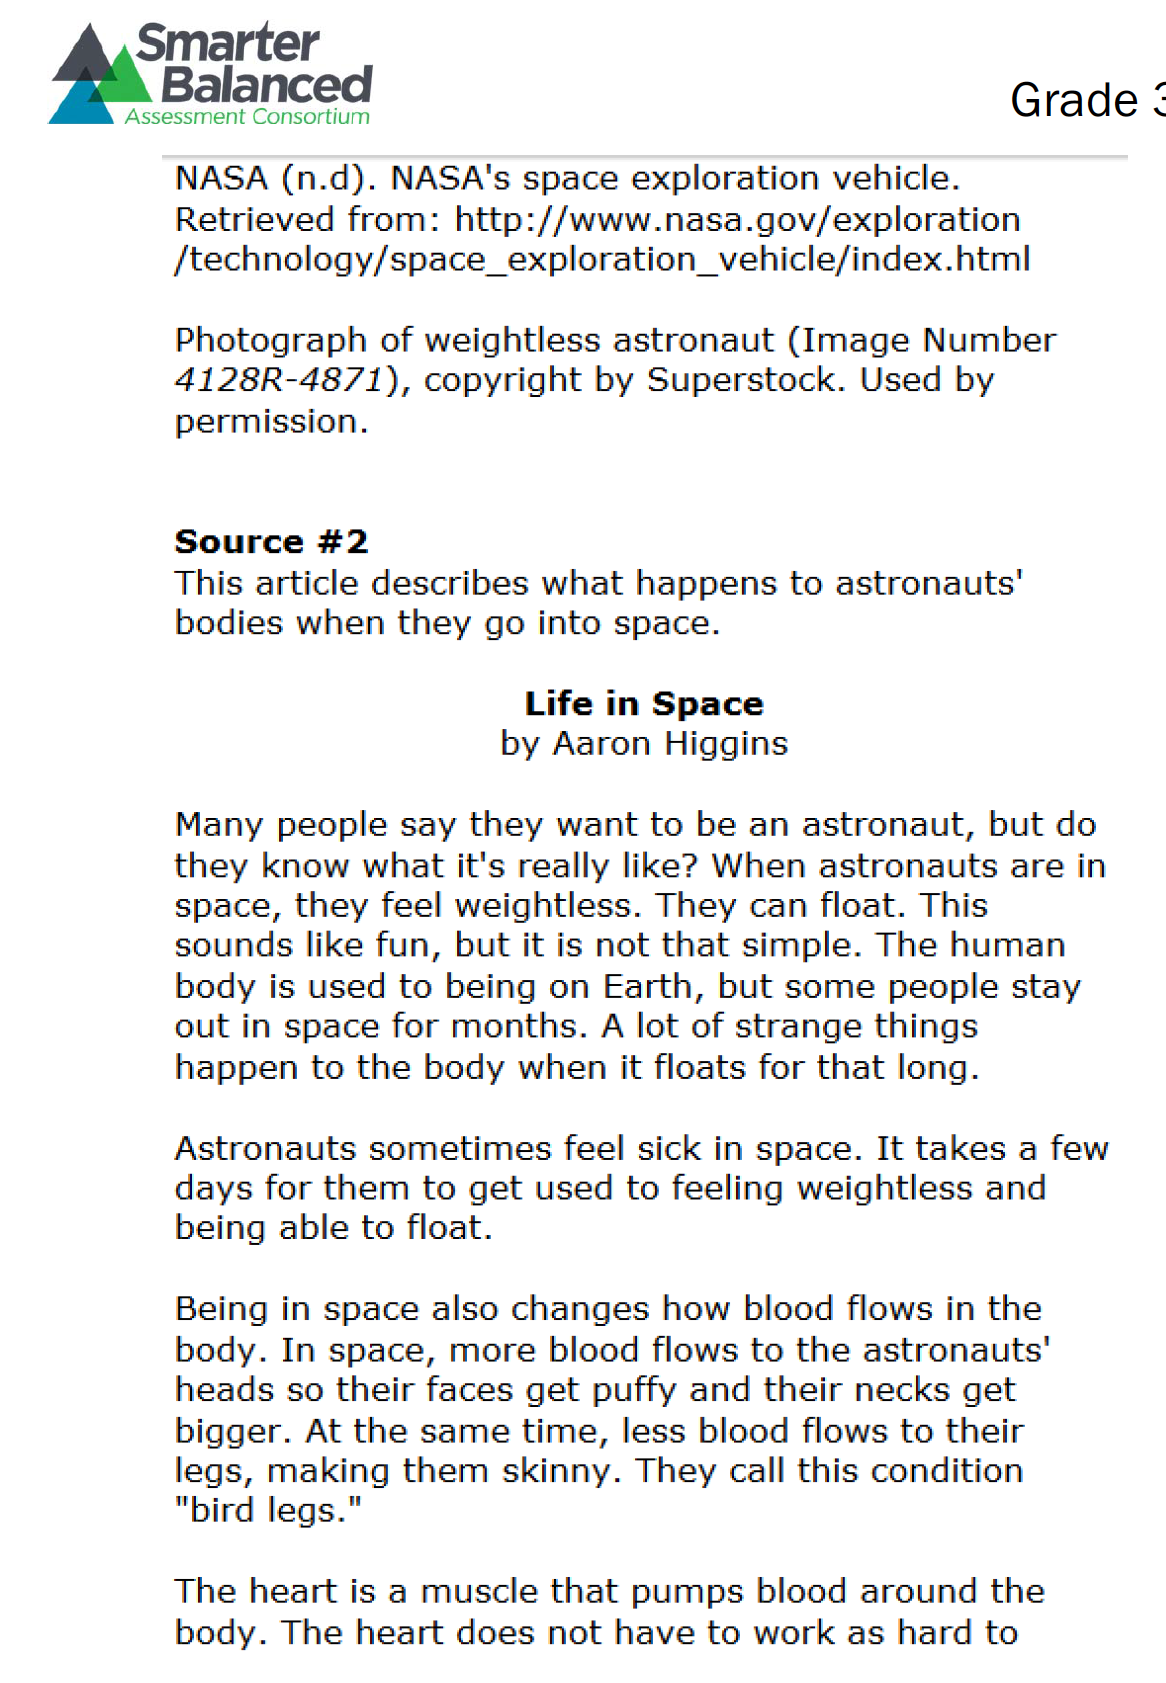 Smarter
Balanced
Assessment Consortium
Grade 3
NASA (n.d). NASA's space exploration vehicle.
Retrieved from: http://www.nasa.gov/exploration
/technology/space_exploration_vehicle/index.html
Photograph of weightless astronaut (Image Number
4128R-4871), copyright by Superstock. Used by
permission.
Source #2
This article describes what happens to astronauts'
bodies when they go into space.
Life in Space
by Aaron Higgins
Many people say they want to be an astronaut, but do
they know what it's really like? When astronauts are in
space, they feel weightless. They can float. This
sounds like fun, but it is not that simple. The human
body is used to being on Earth, but some people stay
out in space for months. A lot of strange things
happen to the body when it floats for that long.
Astronauts sometimes feel sick in space. It takes a few
days for them to get used to feeling weightless and
being able to float.
Being in space also changes how blood flows in the
body. In space, more blood flows to the astronauts'
heads so their faces get puffy and their necks get
bigger. At the same time, less blood flows to their
legs, making them skinny. They call this condition
"bird legs."
The heart is a muscle that pumps blood around the
body. The heart does not have to work as hard to